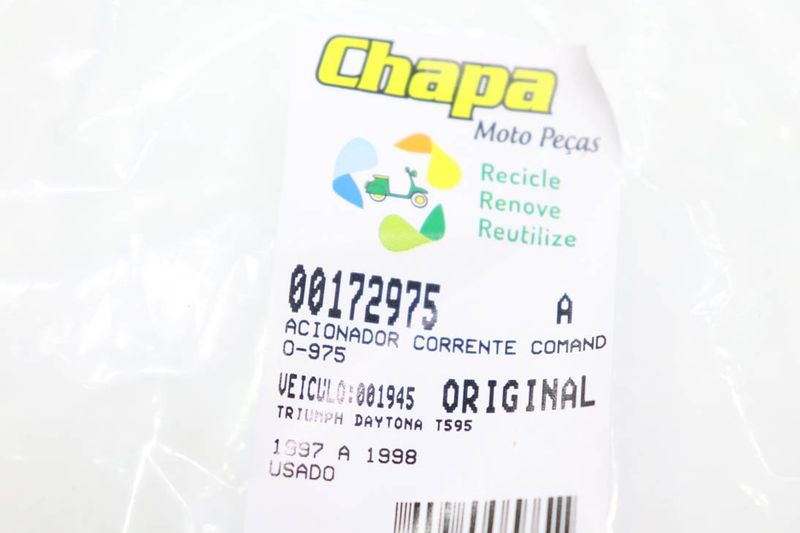 Chapa
Moto Peças
Recicle
Renove
Reutilize
00172975 A
ACIONADOR CORRENTE COMAND
O-975
VEICULO:001945 ORIGINAL
TRIUMPH DAYTONA T595
1997 A 1998
USADO